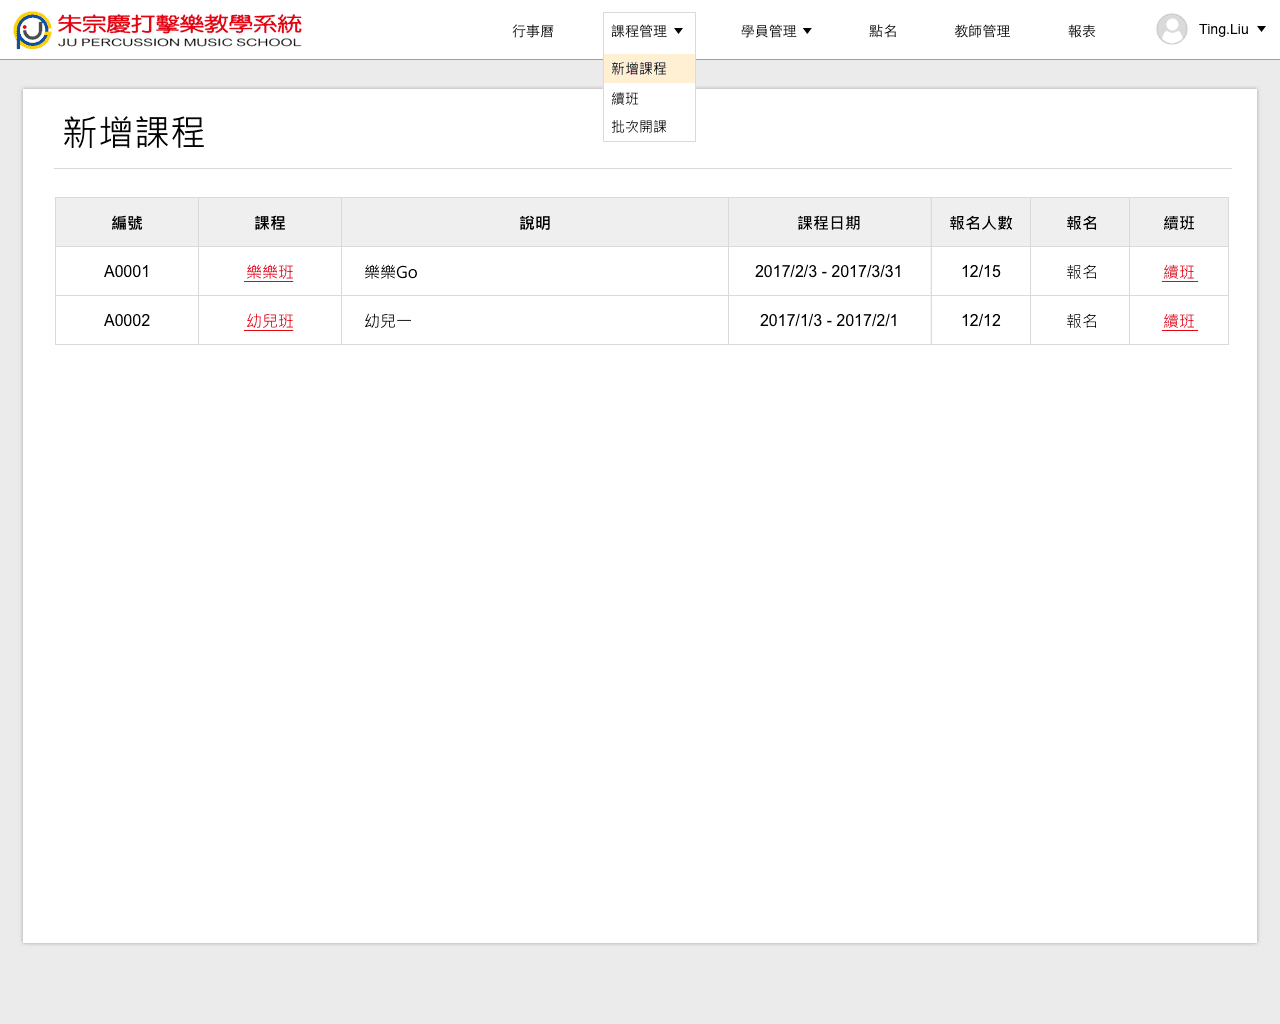 朱宗慶打擊樂教學系統
JU PERCUSSION MUSIC SCHOOL
行事曆 課程管理 學員管理 點名 教師管理 報表 Ting.Liu
新增課程
續班
批次開課
新增課程
編號 課程 說明 課程日期 報名人數 報名 續班
A0001 樂樂班 樂樂Go 2017/2/3 - 2017/3/31 12/15 報名 續班
A0002 幼兒班 幼兒一 2017/1/3 - 2017/2/1 12/12 報名 續班